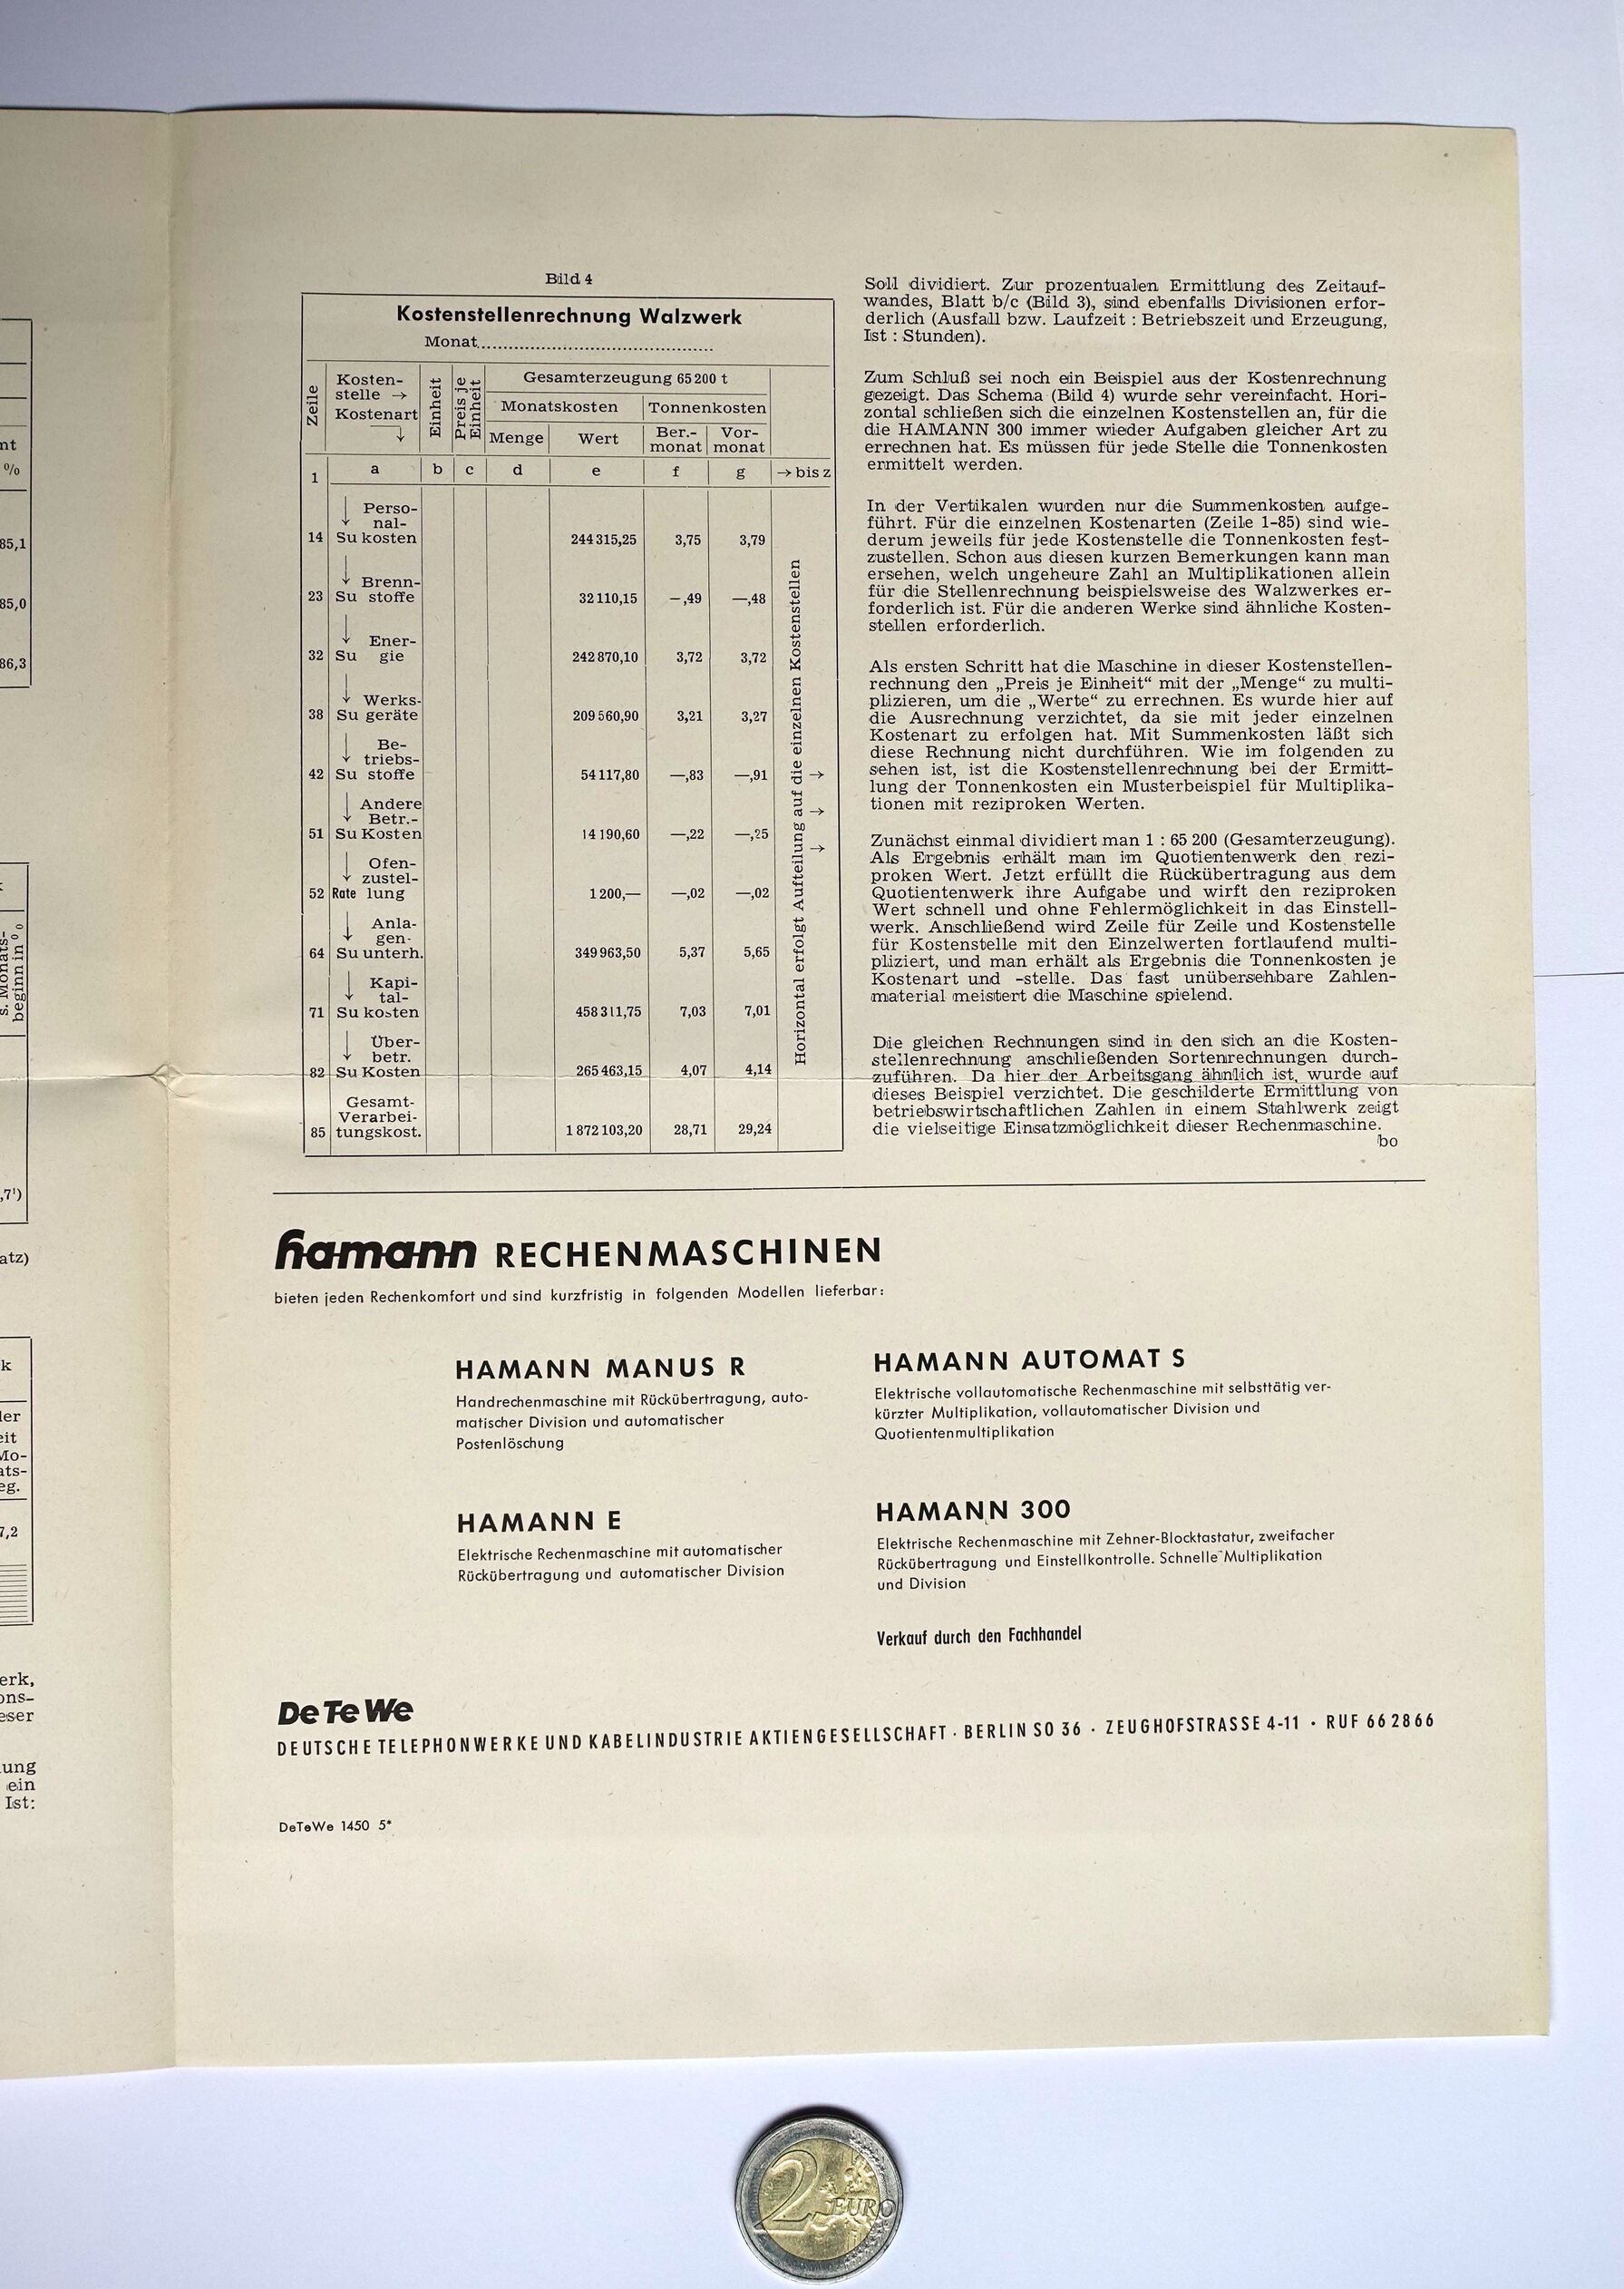 nt
%
85,1
85,0
86,3
s. Monats-
beginn in %
,7¹)
atz)
k
ler
eit
Mo-
ats-
eg.
7,2
erk,
ons-
eser
ung
ein
Ist:
Bild 4
Kostenstellenrechnung Walzwerk
Monat
Zeile
Kosten-
stelle →
Kostenart
↓
Einheit
Preis je
Einheit
Gesamterzeugung 65 200 t
Monatskosten Tonnenkosten
Menge Wert Ber.-
monat Vor-
monat
1 a b c d e f g → bis z
↓ Perso-
nal-
14 Su kosten 244 315,25 3,75 3,79
↓ Brenn-
23 Su stoffe 32 110,15 —,49 —,48
↓ Ener-
32 Su gie 242 870,10 3,72 3,72
↓ Werks-
38 Su geräte 209 560,90 3,21 3,27
↓ Be-
triebs-
42 Su stoffe 54 117,80 —,83 —,91 →
↓ Andere
Betr.- →
51 Su Kosten 14 190,60 —,22 —,25 →
↓ Ofen-
zustel-
52 Rate lung 1 200,— —,02 —,02
↓ Anla-
gen-
64 Su unterh. 349 963,50 5,37 5,65
↓ Kapi-
tal-
71 Su kosten 458 311,75 7,03 7,01
↓ Über-
betr.
82 Su Kosten 265 463,15 4,07 4,14
Gesamt-
Verarbei-
85 tungskost. 1 872 103,20 28,71 29,24
Horizontal erfolgt Aufteilung auf die einzelnen Kostenstellen
Soll dividiert. Zur prozentualen Ermittlung des Zeitauf-
wandes, Blatt b/c (Bild 3), sind ebenfalls Divisionen erfor-
derlich (Ausfall bzw. Laufzeit : Betriebszeit und Erzeugung,
Ist : Stunden).
Zum Schluß sei noch ein Beispiel aus der Kostenrechnung
gezeigt. Das Schema (Bild 4) wurde sehr vereinfacht. Hori-
zontal schließen sich die einzelnen Kostenstellen an, für die
die HAMANN 300 immer wieder Aufgaben gleicher Art zu
errechnen hat. Es müssen für jede Stelle die Tonnenkosten
ermittelt werden.
In der Vertikalen wurden nur die Summenkosten aufge-
führt. Für die einzelnen Kostenarten (Zeile 1–85) sind wie-
derum jeweils für jede Kostenstelle die Tonnenkosten fest-
zustellen. Schon aus diesen kurzen Bemerkungen kann man
ersehen, welch ungeheure Zahl an Multiplikationen allein
für die Stellenrechnung beispielsweise des Walzwerkes er-
forderlich ist. Für die anderen Werke sind ähnliche Kosten-
stellen erforderlich.
Als ersten Schritt hat die Maschine in dieser Kostenstellen-
rechnung den „Preis je Einheit“ mit der „Menge“ zu multi-
plizieren, um die „Werte“ zu errechnen. Es wurde hier auf
die Ausrechnung verzichtet, da sie mit jeder einzelnen
Kostenart zu erfolgen hat. Mit Summenkosten läßt sich
diese Rechnung nicht durchführen. Wie im folgenden zu
sehen ist, ist die Kostenstellenrechnung bei der Ermitt-
lung der Tonnenkosten ein Musterbeispiel für Multiplika-
tionen mit reziproken Werten.
Zunächst einmal dividiert man 1 : 65 200 (Gesamterzeugung).
Als Ergebnis erhält man im Quotientenwerk den rezi-
proken Wert. Jetzt erfüllt die Rückübertragung aus dem
Quotientenwerk ihre Aufgabe und wirft den reziproken
Wert schnell und ohne Fehlermöglichkeit in das Einstell-
werk. Anschließend wird Zeile für Zeile und Kostenstelle
für Kostenstelle mit den Einzelwerten fortlaufend multi-
pliziert, und man erhält als Ergebnis die Tonnenkosten je
Kostenart und -stelle. Das fast unübersehbare Zahlen-
material meistert die Maschine spielend.
Die gleichen Rechnungen sind in den sich an die Kosten-
stellenrechnung anschließenden Sortenrechnungen durch-
zuführen. Da hier der Arbeitsgang ähnlich ist, wurde auf
dieses Beispiel verzichtet. Die geschilderte Ermittlung von
betriebswirtschaftlichen Zahlen in einem Stahlwerk zeigt
die vielseitige Einsatzmöglichkeit dieser Rechenmaschine.
bo
hamann RECHENMASCHINEN
bieten jeden Rechenkomfort und sind kurzfristig in folgenden Modellen lieferbar:
HAMANN MANUS R
Handrechenmaschine mit Rückübertragung, auto-
matischer Division und automatischer
Postenlöschung
HAMANN AUTOMAT S
Elektrische vollautomatische Rechenmaschine mit selbsttätig ver-
kürzter Multiplikation, vollautomatischer Division und
Quotientenmultiplikation
HAMANN E
Elektrische Rechenmaschine mit automatischer
Rückübertragung und automatischer Division
HAMANN 300
Elektrische Rechenmaschine mit Zehner-Blocktastatur, zweifacher
Rückübertragung und Einstellkontrolle. Schnelle Multiplikation
und Division
Verkauf durch den Fachhandel
DeTeWe
DEUTSCHE TELEPHONWERKE UND KABELINDUSTRIE AKTIENGESELLSCHAFT · BERLIN SO 36 · ZEUGHOFSTRASSE 4-11 · RUF 66 28 66
DeTeWe 1450 5*
2 EURO